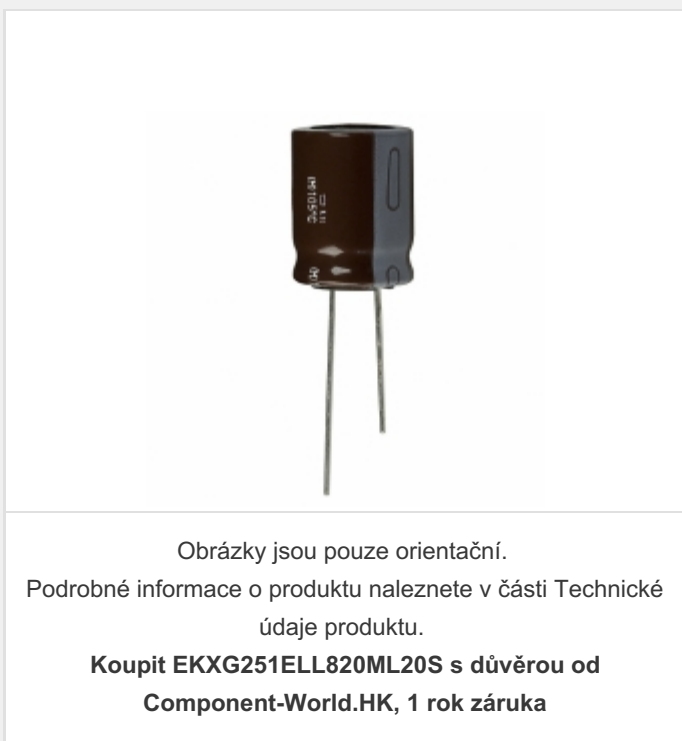 (M)105°C
(M)
Obrázky jsou pouze orientační.
Podrobné informace o produktu naleznete v části Technické
údaje produktu.
Koupit EKXG251ELL820ML20S s důvěrou od
Component-World.HK, 1 rok záruka